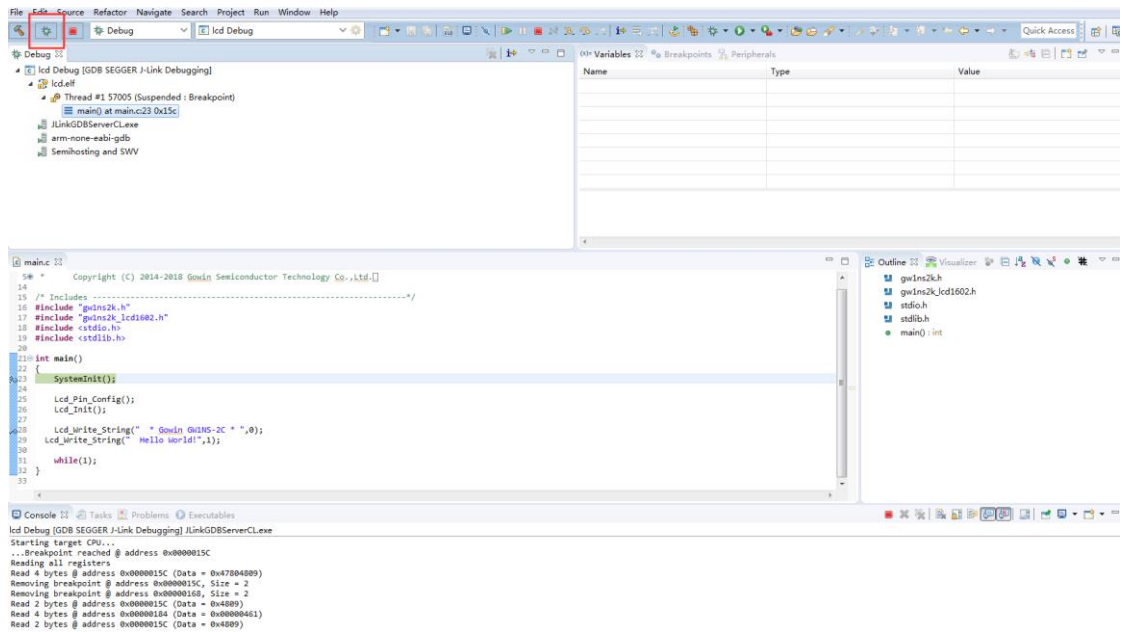 File Edit Source Refactor Navigate Search Project Run Window Help
Debug lcd Debug Quick Access
Debug
lcd Debug [GDB SEGGER J-Link Debugging]
lcd.elf
Thread #1 57005 (Suspended : Breakpoint)
main() at main.c:23 0x15c
JLinkGDBServerCL.exe
arm-none-eabi-gdb
Semihosting and SWV
(x)= Variables Breakpoints Peripherals
Name Type Value
main.c
5 * Copyright (C) 2014-2018 Gowin Semiconductor Technology Co.,Ltd.
14
15 /* Includes ------------------------------------------------------------------*/
16 #include "gw1ns2k.h"
17 #include "gw1ns2k_lcd1602.h"
18 #include <stdio.h>
19 #include <stdlib.h>
20
21 int main()
22 {
23 SystemInit();
24
25 Lcd_Pin_Config();
26 Lcd_Init();
27
28 Lcd_Write_String("  * Gowin GW1NS-2C * ",0);
29 Lcd_Write_String("  Hello World!",1);
30
31 while(1);
32 }
33
Outline Visualizer
gw1ns2k.h
gw1ns2k_lcd1602.h
stdio.h
stdlib.h
main() : int
Console Tasks Problems Executables
lcd Debug [GDB SEGGER J-Link Debugging] JLinkGDBServerCL.exe
Starting target CPU...
...Breakpoint reached @ address 0x0000015C
Reading all registers
Read 4 bytes @ address 0x0000015C (Data = 0x47804809)
Removing breakpoint @ address 0x0000015C, Size = 2
Removing breakpoint @ address 0x00000168, Size = 2
Read 2 bytes @ address 0x0000015C (Data = 0x4809)
Read 4 bytes @ address 0x00000184 (Data = 0x00000461)
Read 2 bytes @ address 0x0000015C (Data = 0x4809)